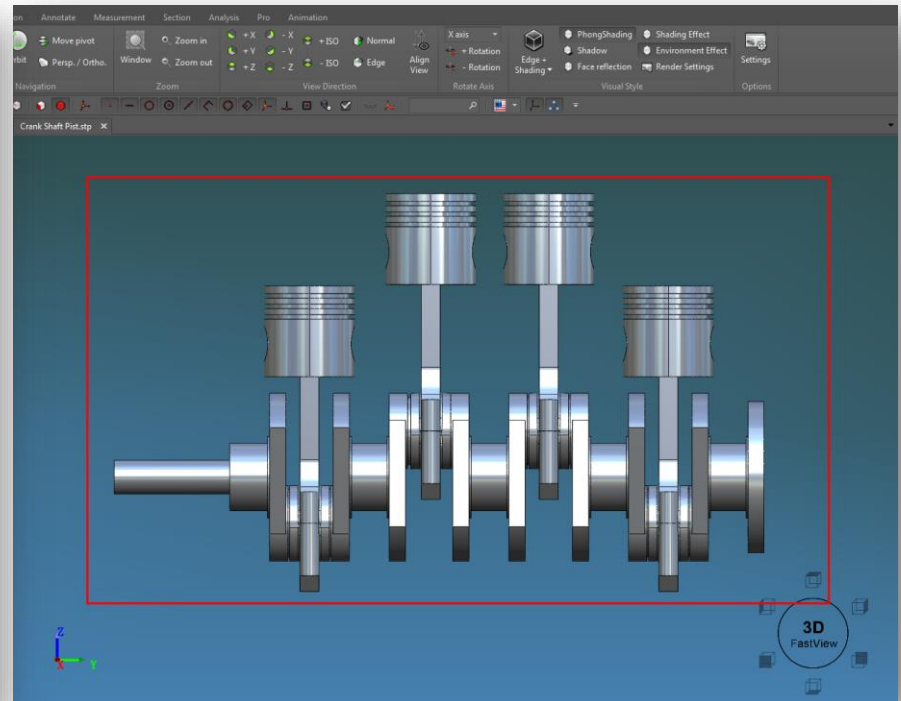 on Annotate Measurement Section Analysis Pro Animation
Move pivot Zoom in + X - X + ISO Normal X axis PhongShading Shading Effect
+ Rotation Shadow Environment Effect
rbit Persp. / Ortho. Window Zoom out + Y - Y Align Edge + Settings
+ Z - Z - ISO Edge View - Rotation Shading Face reflection Render Settings
Navigation Zoom View Direction Rotate Axis Visual Style Options
Crank Shaft Pist.stp
3D
FastView
Z
X Y